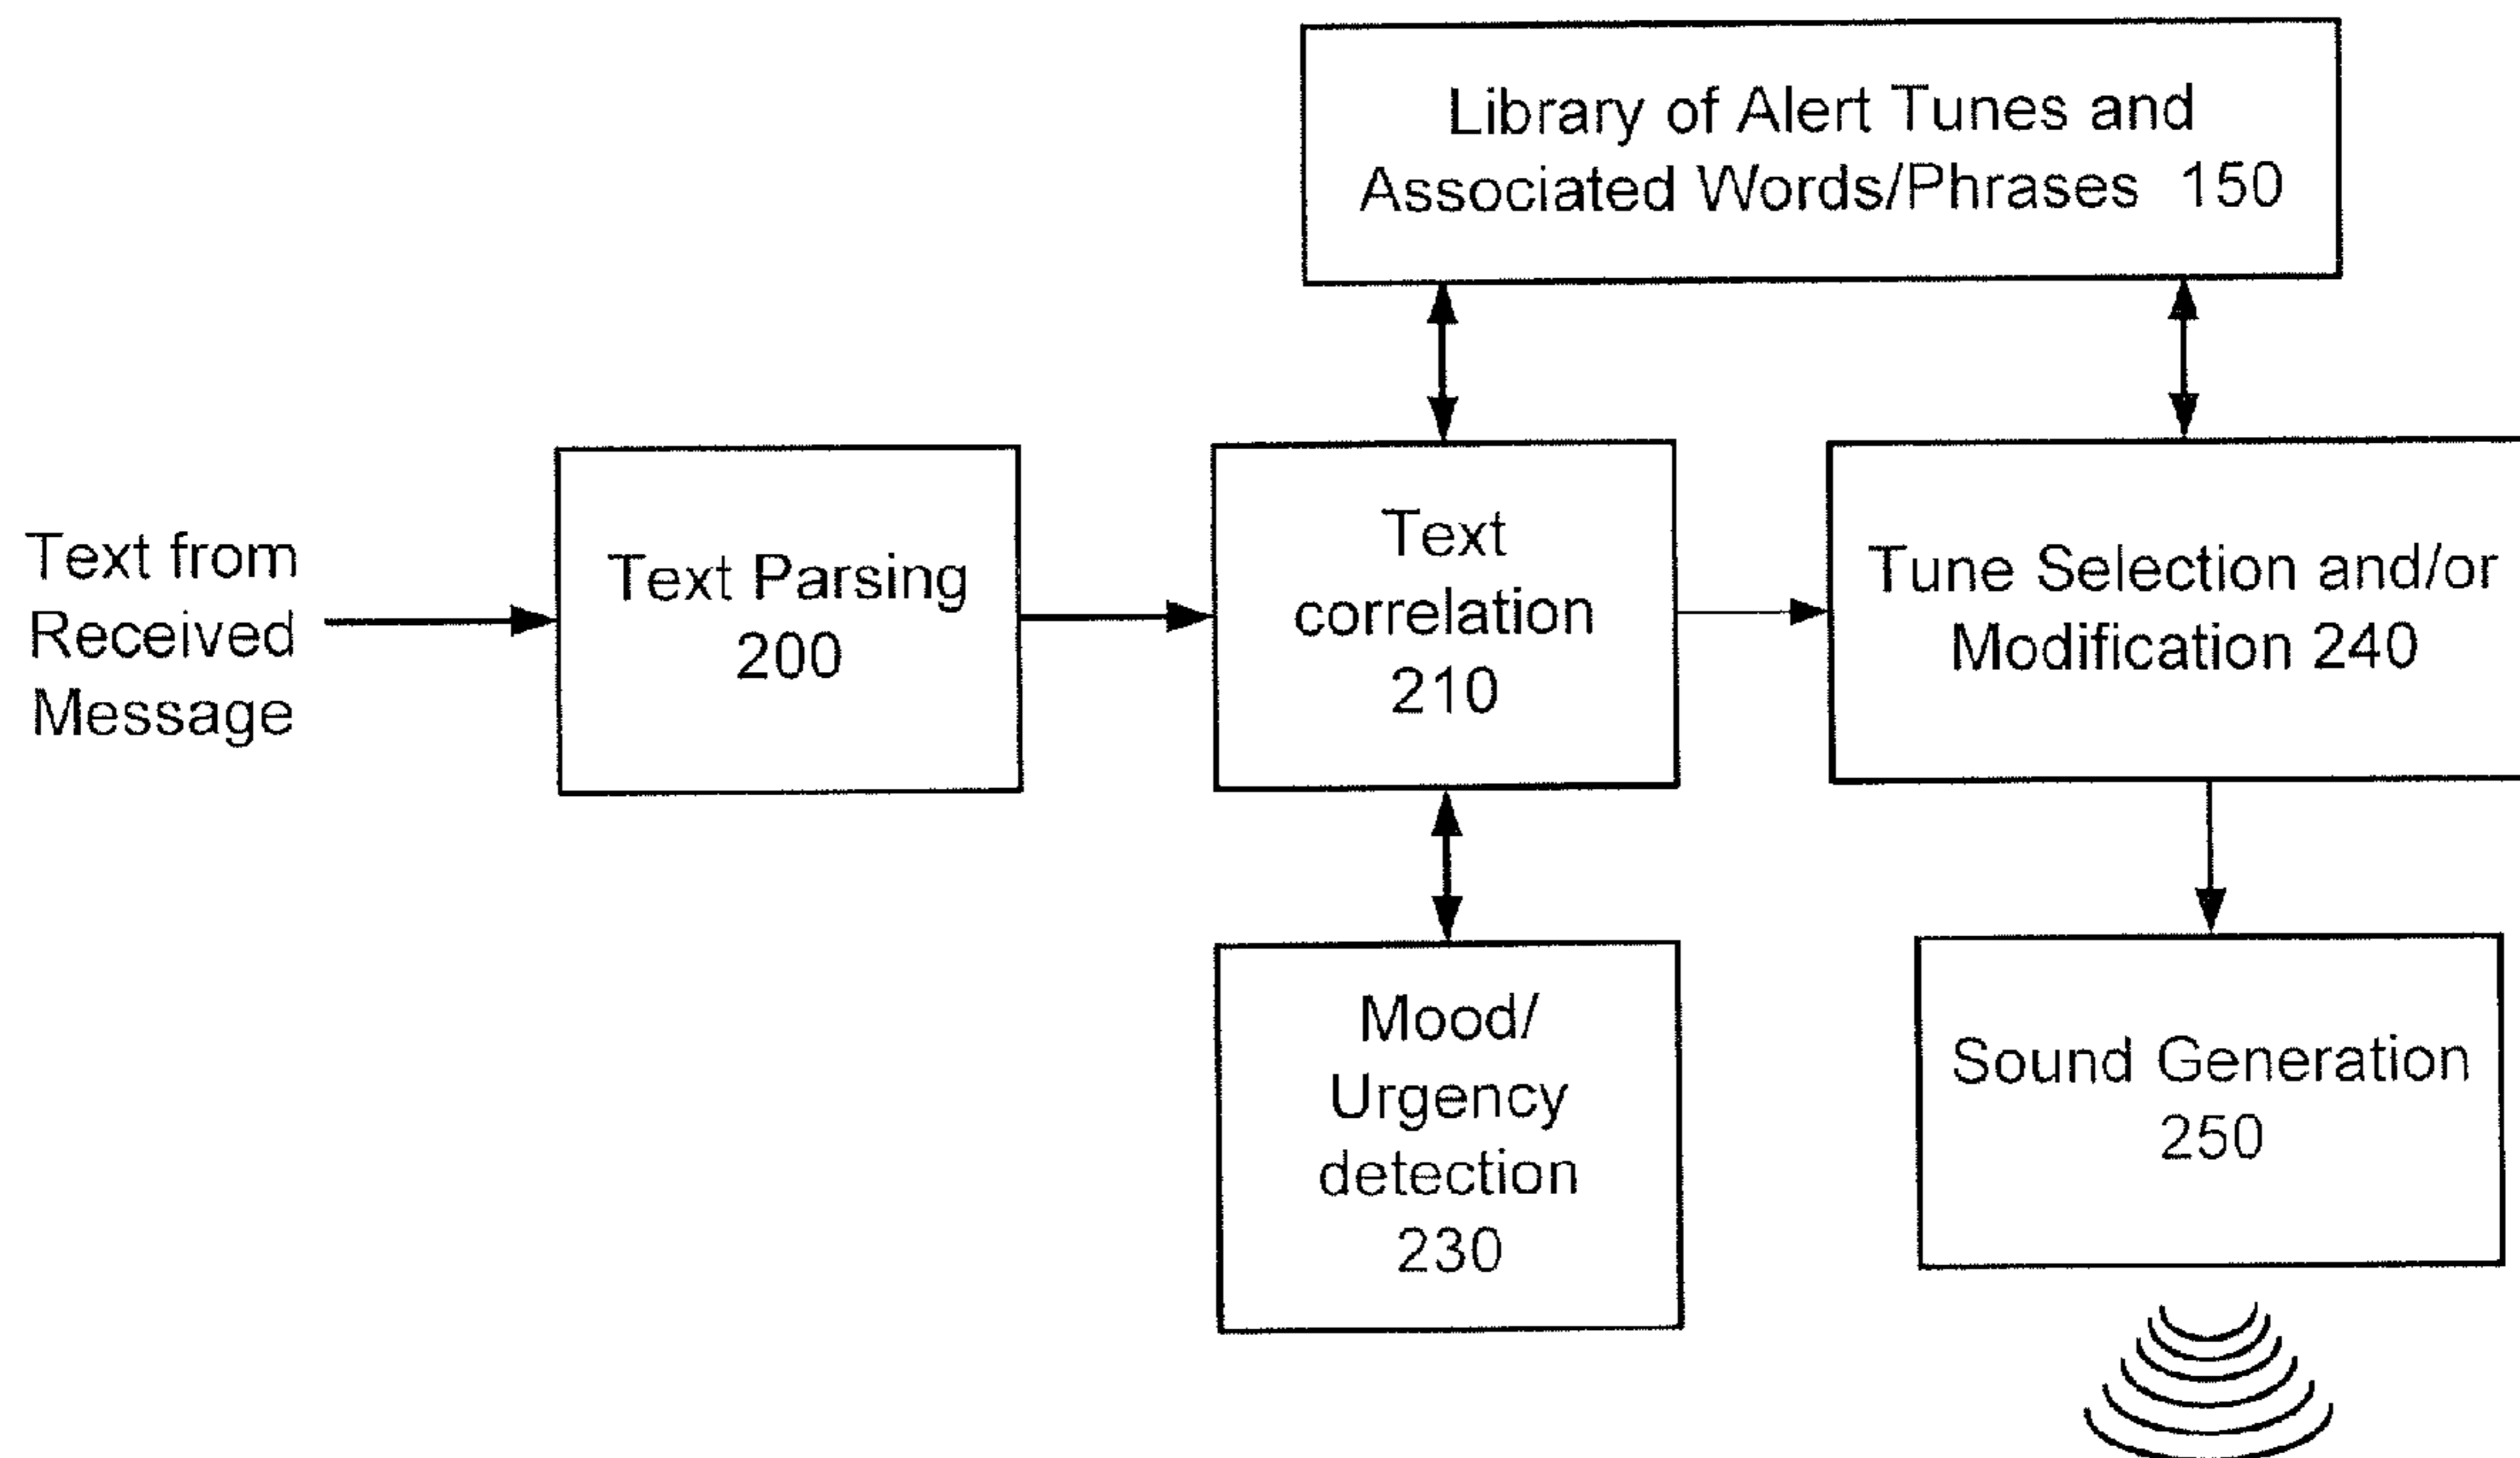 Library of Alert Tunes and
Associated Words/Phrases 150
Text from
Received
Message
Text Parsing
200
Text
correlation
210
Tune Selection and/or
Modification 240
Mood/
Urgency
detection
230
Sound Generation
250